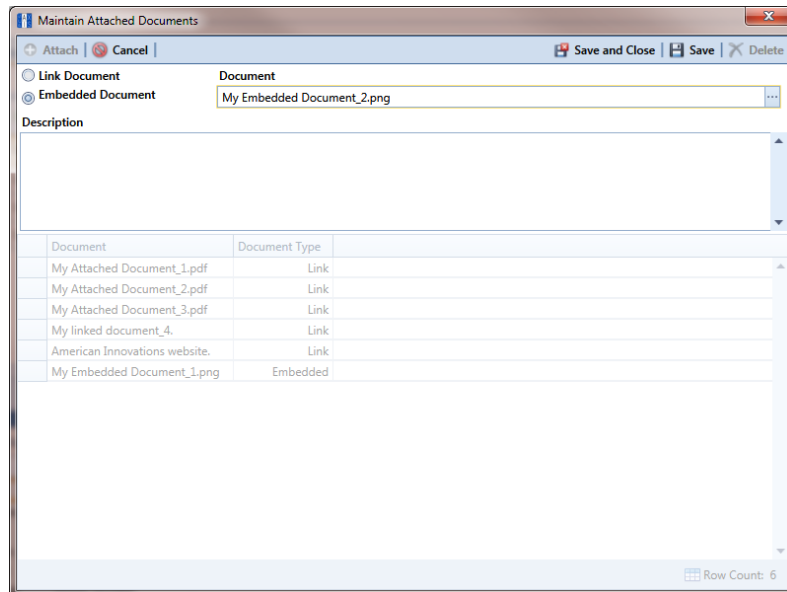 Maintain Attached Documents
Attach Cancel Save and Close Save Delete
Link Document Document
Embedded Document My Embedded Document_2.png ...
Description
Document Document Type
My Attached Document_1.pdf Link
My Attached Document_2.pdf Link
My Attached Document_3.pdf Link
My linked document_4. Link
American Innovations website. Link
My Embedded Document_1.png Embedded
Row Count: 6